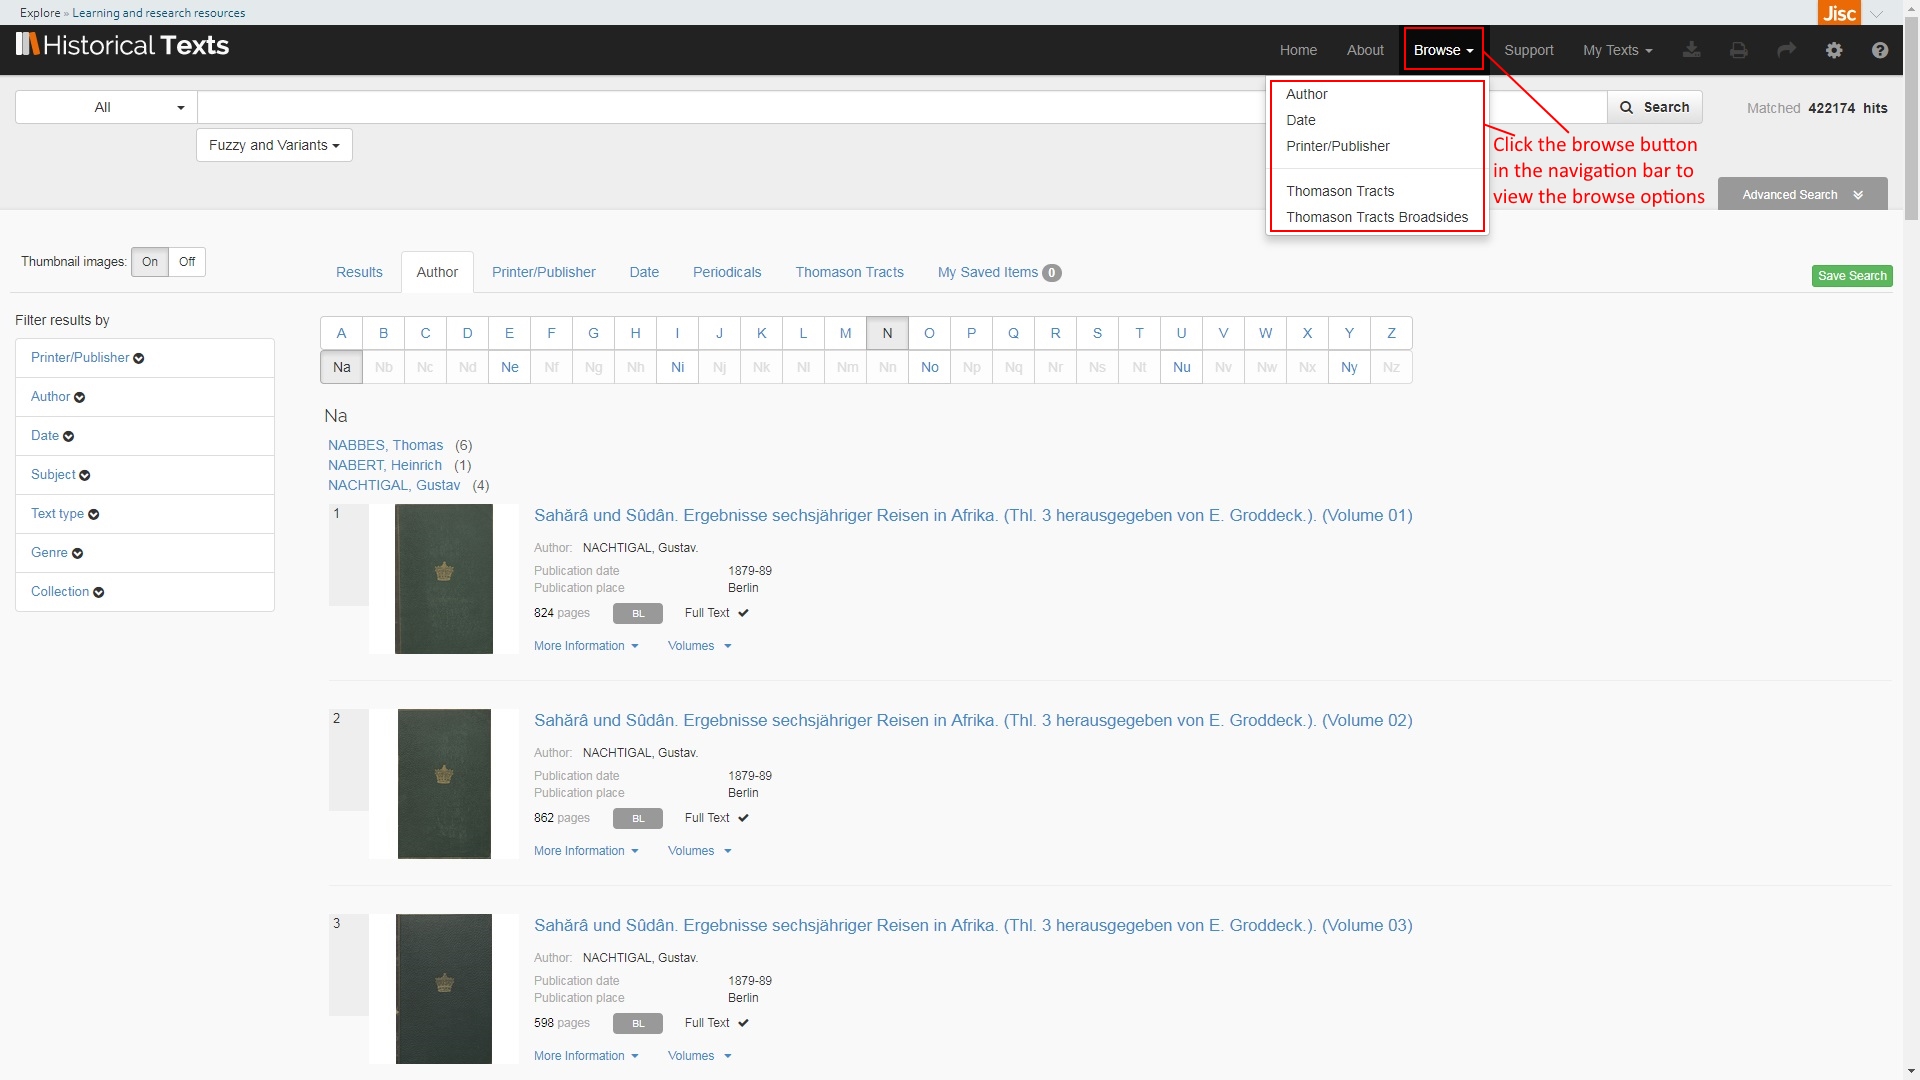 Explore » Learning and research resources
Jisc
Historical Texts
Home About Browse Support My Texts
All
Search
Matched 422174 hits
Fuzzy and Variants
Author
Date
Printer/Publisher
Thomason Tracts
Thomason Tracts Broadsides
Click the browse button
in the navigation bar to
view the browse options
Advanced Search
Thumbnail images: On Off
Results Author Printer/Publisher Date Periodicals Thomason Tracts My Saved Items 0
Save Search
Filter results by
Printer/Publisher
Author
Date
Subject
Text type
Genre
Collection
A B C D E F G H I J K L M N O P Q R S T U V W X Y Z
Na Nb Nc Nd Ne Nf Ng Nh Ni Nj Nk Nl Nm Nn No Np Nq Nr Ns Nt Nu Nv Nw Nx Ny Nz
Na
NABBES, Thomas (6)
NABERT, Heinrich (1)
NACHTIGAL, Gustav (4)
1
Sahărâ und Sûdân. Ergebnisse sechsjähriger Reisen in Afrika. (Thl. 3 herausgegeben von E. Groddeck.). (Volume 01)
Author: NACHTIGAL, Gustav.
Publication date 1879-89
Publication place Berlin
824 pages BL Full Text
More Information Volumes
2
Sahărâ und Sûdân. Ergebnisse sechsjähriger Reisen in Afrika. (Thl. 3 herausgegeben von E. Groddeck.). (Volume 02)
Author: NACHTIGAL, Gustav.
Publication date 1879-89
Publication place Berlin
862 pages BL Full Text
More Information Volumes
3
Sahărâ und Sûdân. Ergebnisse sechsjähriger Reisen in Afrika. (Thl. 3 herausgegeben von E. Groddeck.). (Volume 03)
Author: NACHTIGAL, Gustav.
Publication date 1879-89
Publication place Berlin
598 pages BL Full Text
More Information Volumes